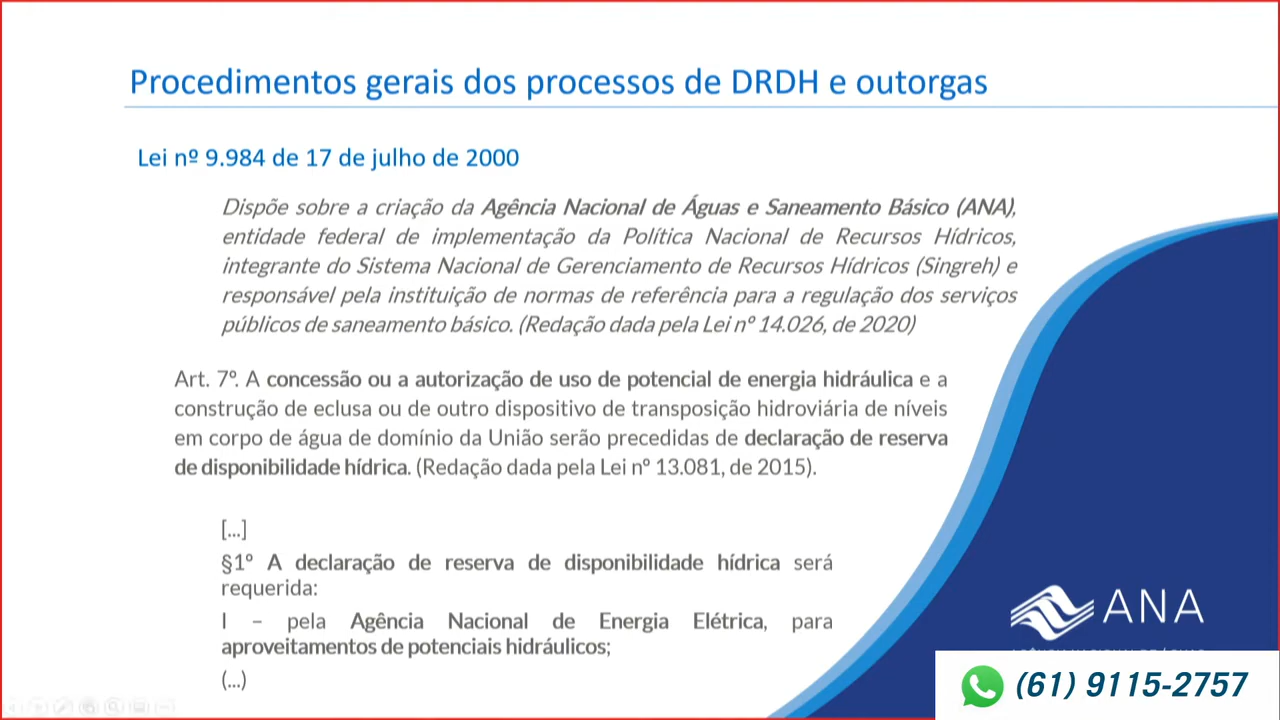 Procedimentos gerais dos processos de DRDH e outorgas
Lei nº 9.984 de 17 de julho de 2000
Dispõe sobre a criação da Agência Nacional de Águas e Saneamento Básico (ANA),
entidade federal de implementação da Política Nacional de Recursos Hídricos,
integrante do Sistema Nacional de Gerenciamento de Recursos Hídricos (Singreh) e
responsável pela instituição de normas de referência para a regulação dos serviços
públicos de saneamento básico. (Redação dada pela Lei nº 14.026, de 2020)
Art. 7º. A concessão ou a autorização de uso de potencial de energia hidráulica e a
construção de eclusa ou de outro dispositivo de transposição hidroviária de níveis
em corpo de água de domínio da União serão precedidas de declaração de reserva
de disponibilidade hídrica. (Redação dada pela Lei nº 13.081, de 2015).
[...]
§1º A declaração de reserva de disponibilidade hídrica será
requerida:
I – pela Agência Nacional de Energia Elétrica, para
aproveitamentos de potenciais hidráulicos;
(...)
ANA
(61) 9115-2757